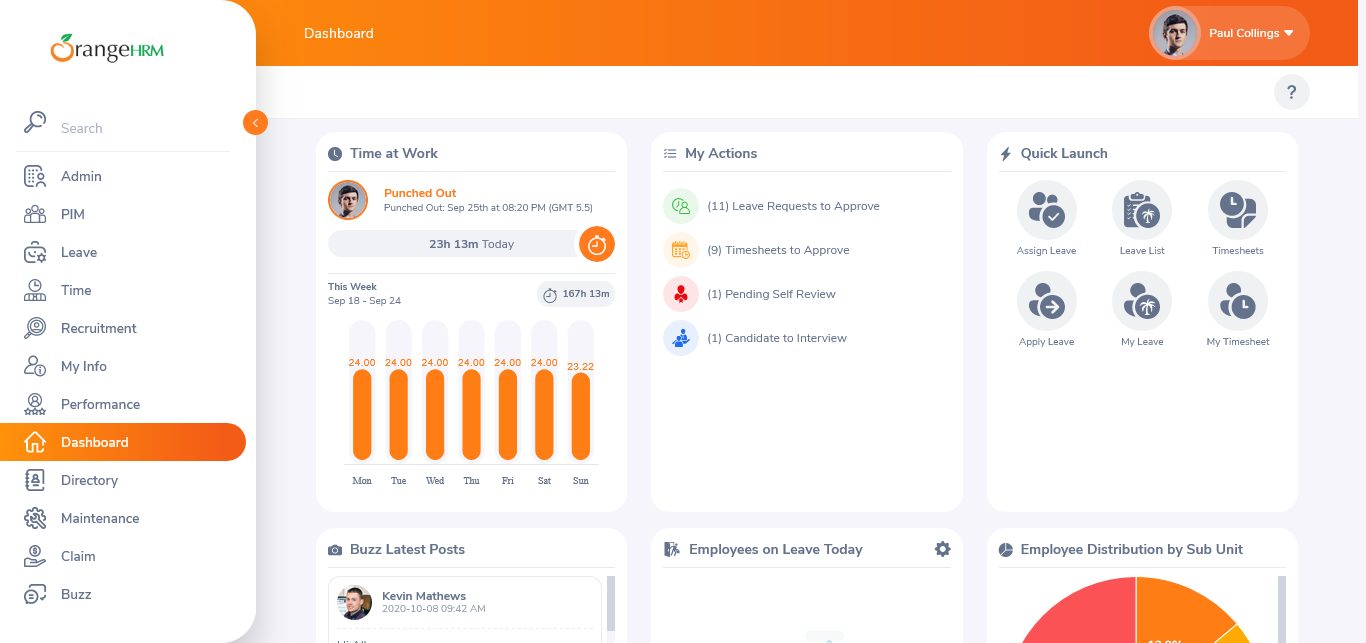 OrangeHRM
Dashboard
Paul Collings
?
Search
Admin
PIM
Leave
Time
Recruitment
My Info
Performance
Dashboard
Directory
Maintenance
Claim
Buzz
Time at Work
Punched Out
Punched Out: Sep 25th at 08:20 PM (GMT 5.5)
23h 13m Today
This Week
Sep 18 - Sep 24
167h 13m
24.00 24.00 24.00 24.00 24.00 24.00 23.22
Mon Tue Wed Thu Fri Sat Sun
My Actions
(11) Leave Requests to Approve
(9) Timesheets to Approve
(1) Pending Self Review
(1) Candidate to Interview
Quick Launch
Assign Leave Leave List Timesheets
Apply Leave My Leave My Timesheet
Buzz Latest Posts
Kevin Mathews
2020-10-08 09:42 AM
Employees on Leave Today
Employee Distribution by Sub Unit